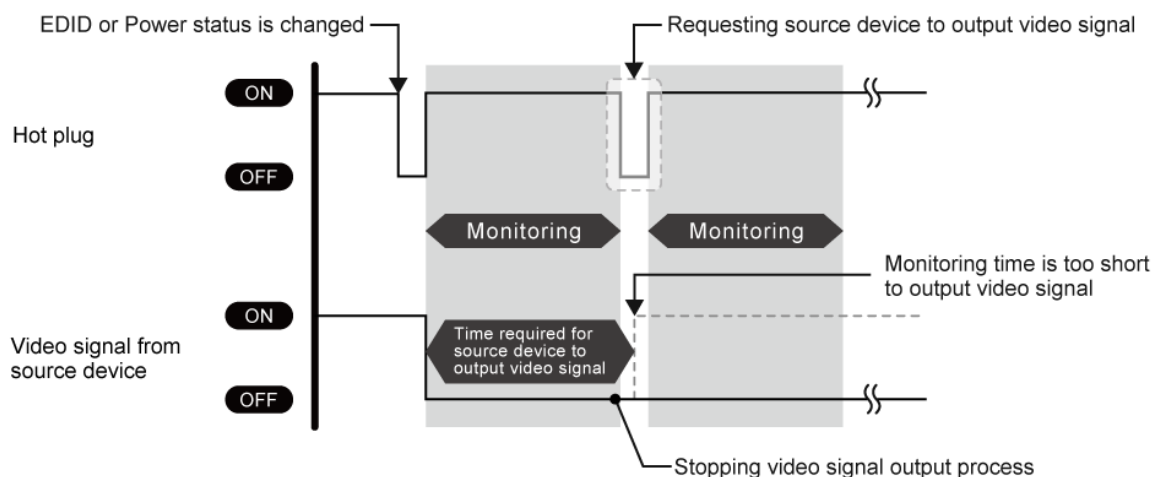 EDID or Power status is changed
Requesting source device to output video signal
ON
Hot plug
OFF
Monitoring
Monitoring
Monitoring time is too short
to output video signal
ON
Video signal from
source device
Time required for
source device to
output video signal
OFF
Stopping video signal output process